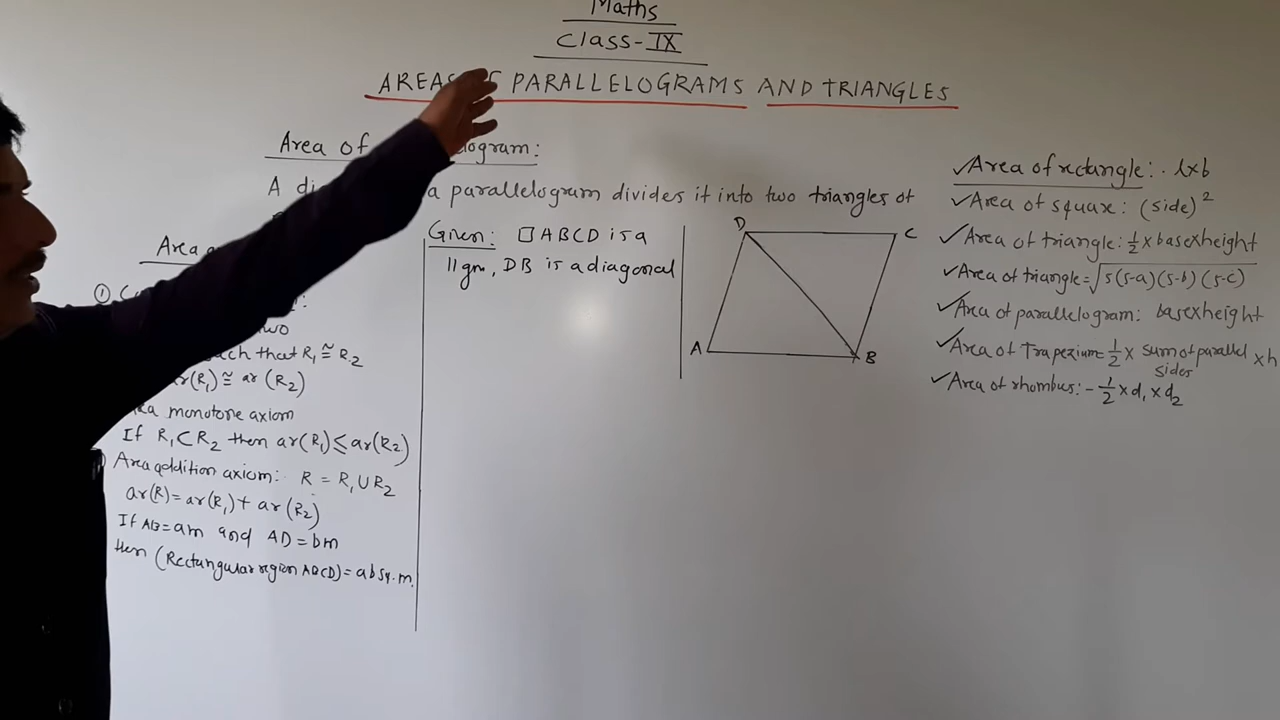 Maths
Class-IX
AREAS PARALLELOGRAMS AND TRIANGLES
Area of
A a parallelogram divides it into two triangles of
Given: □ABCD is a
llgm, DB is a diagonal
D
C
A
B
①
R₁ ≅ R₂
ar(R₁) ≅ ar(R₂)
monotone axiom
If R₁⊂R₂ then ar(R₁)≤ar(R₂)
Area addition axium: R = R₁∪R₂
ar(R)=ar(R₁)+ ar(R₂)
If AB=am and AD=bm
then (Rectangular region ABCD)=ab sq.m.
✓Area of rectangle: l×b
✓Area of square: (side)²
✓Area of triangle: ½×base×height
✓Area of triangle=√s(s-a)(s-b)(s-c)
✓Area of parallelogram: base×height
✓Area of Trapezium=½× sum of parallel sides ×h
✓Area of rhombus:-½×d₁×d₂